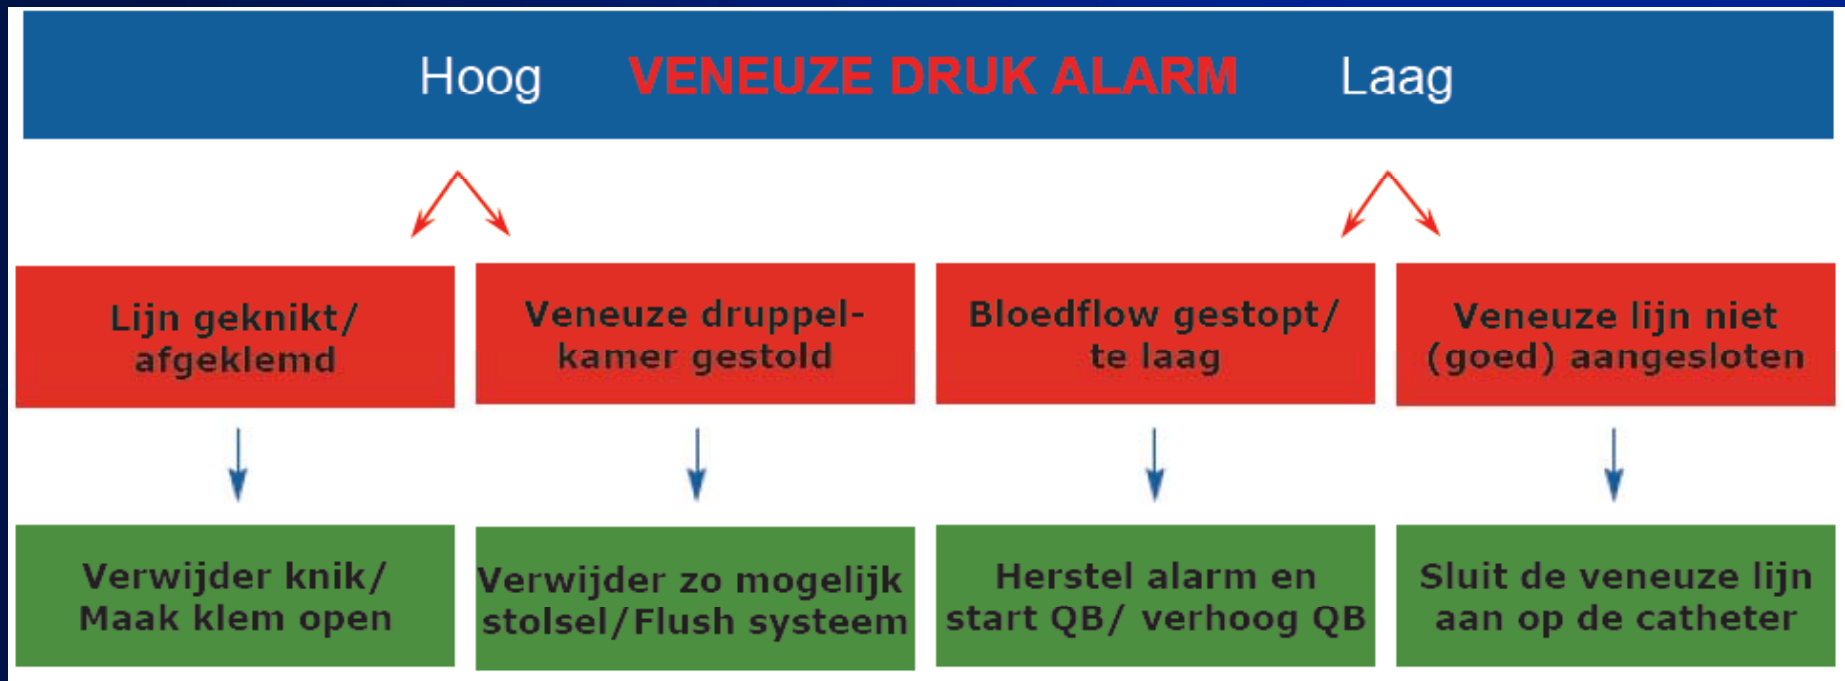 Hoog VENEUZE DRUK ALARM Laag
Lijn geknikt/
afgeklemd
Veneuze druppel-
kamer gestold
Bloedflow gestopt/
te laag
Veneuze lijn niet
(goed) aangesloten
Verwijder knik/
Maak klem open
Verwijder zo mogelijk
stolsel/Flush systeem
Herstel alarm en
start QB/ verhoog QB
Sluit de veneuze lijn
aan op de catheter